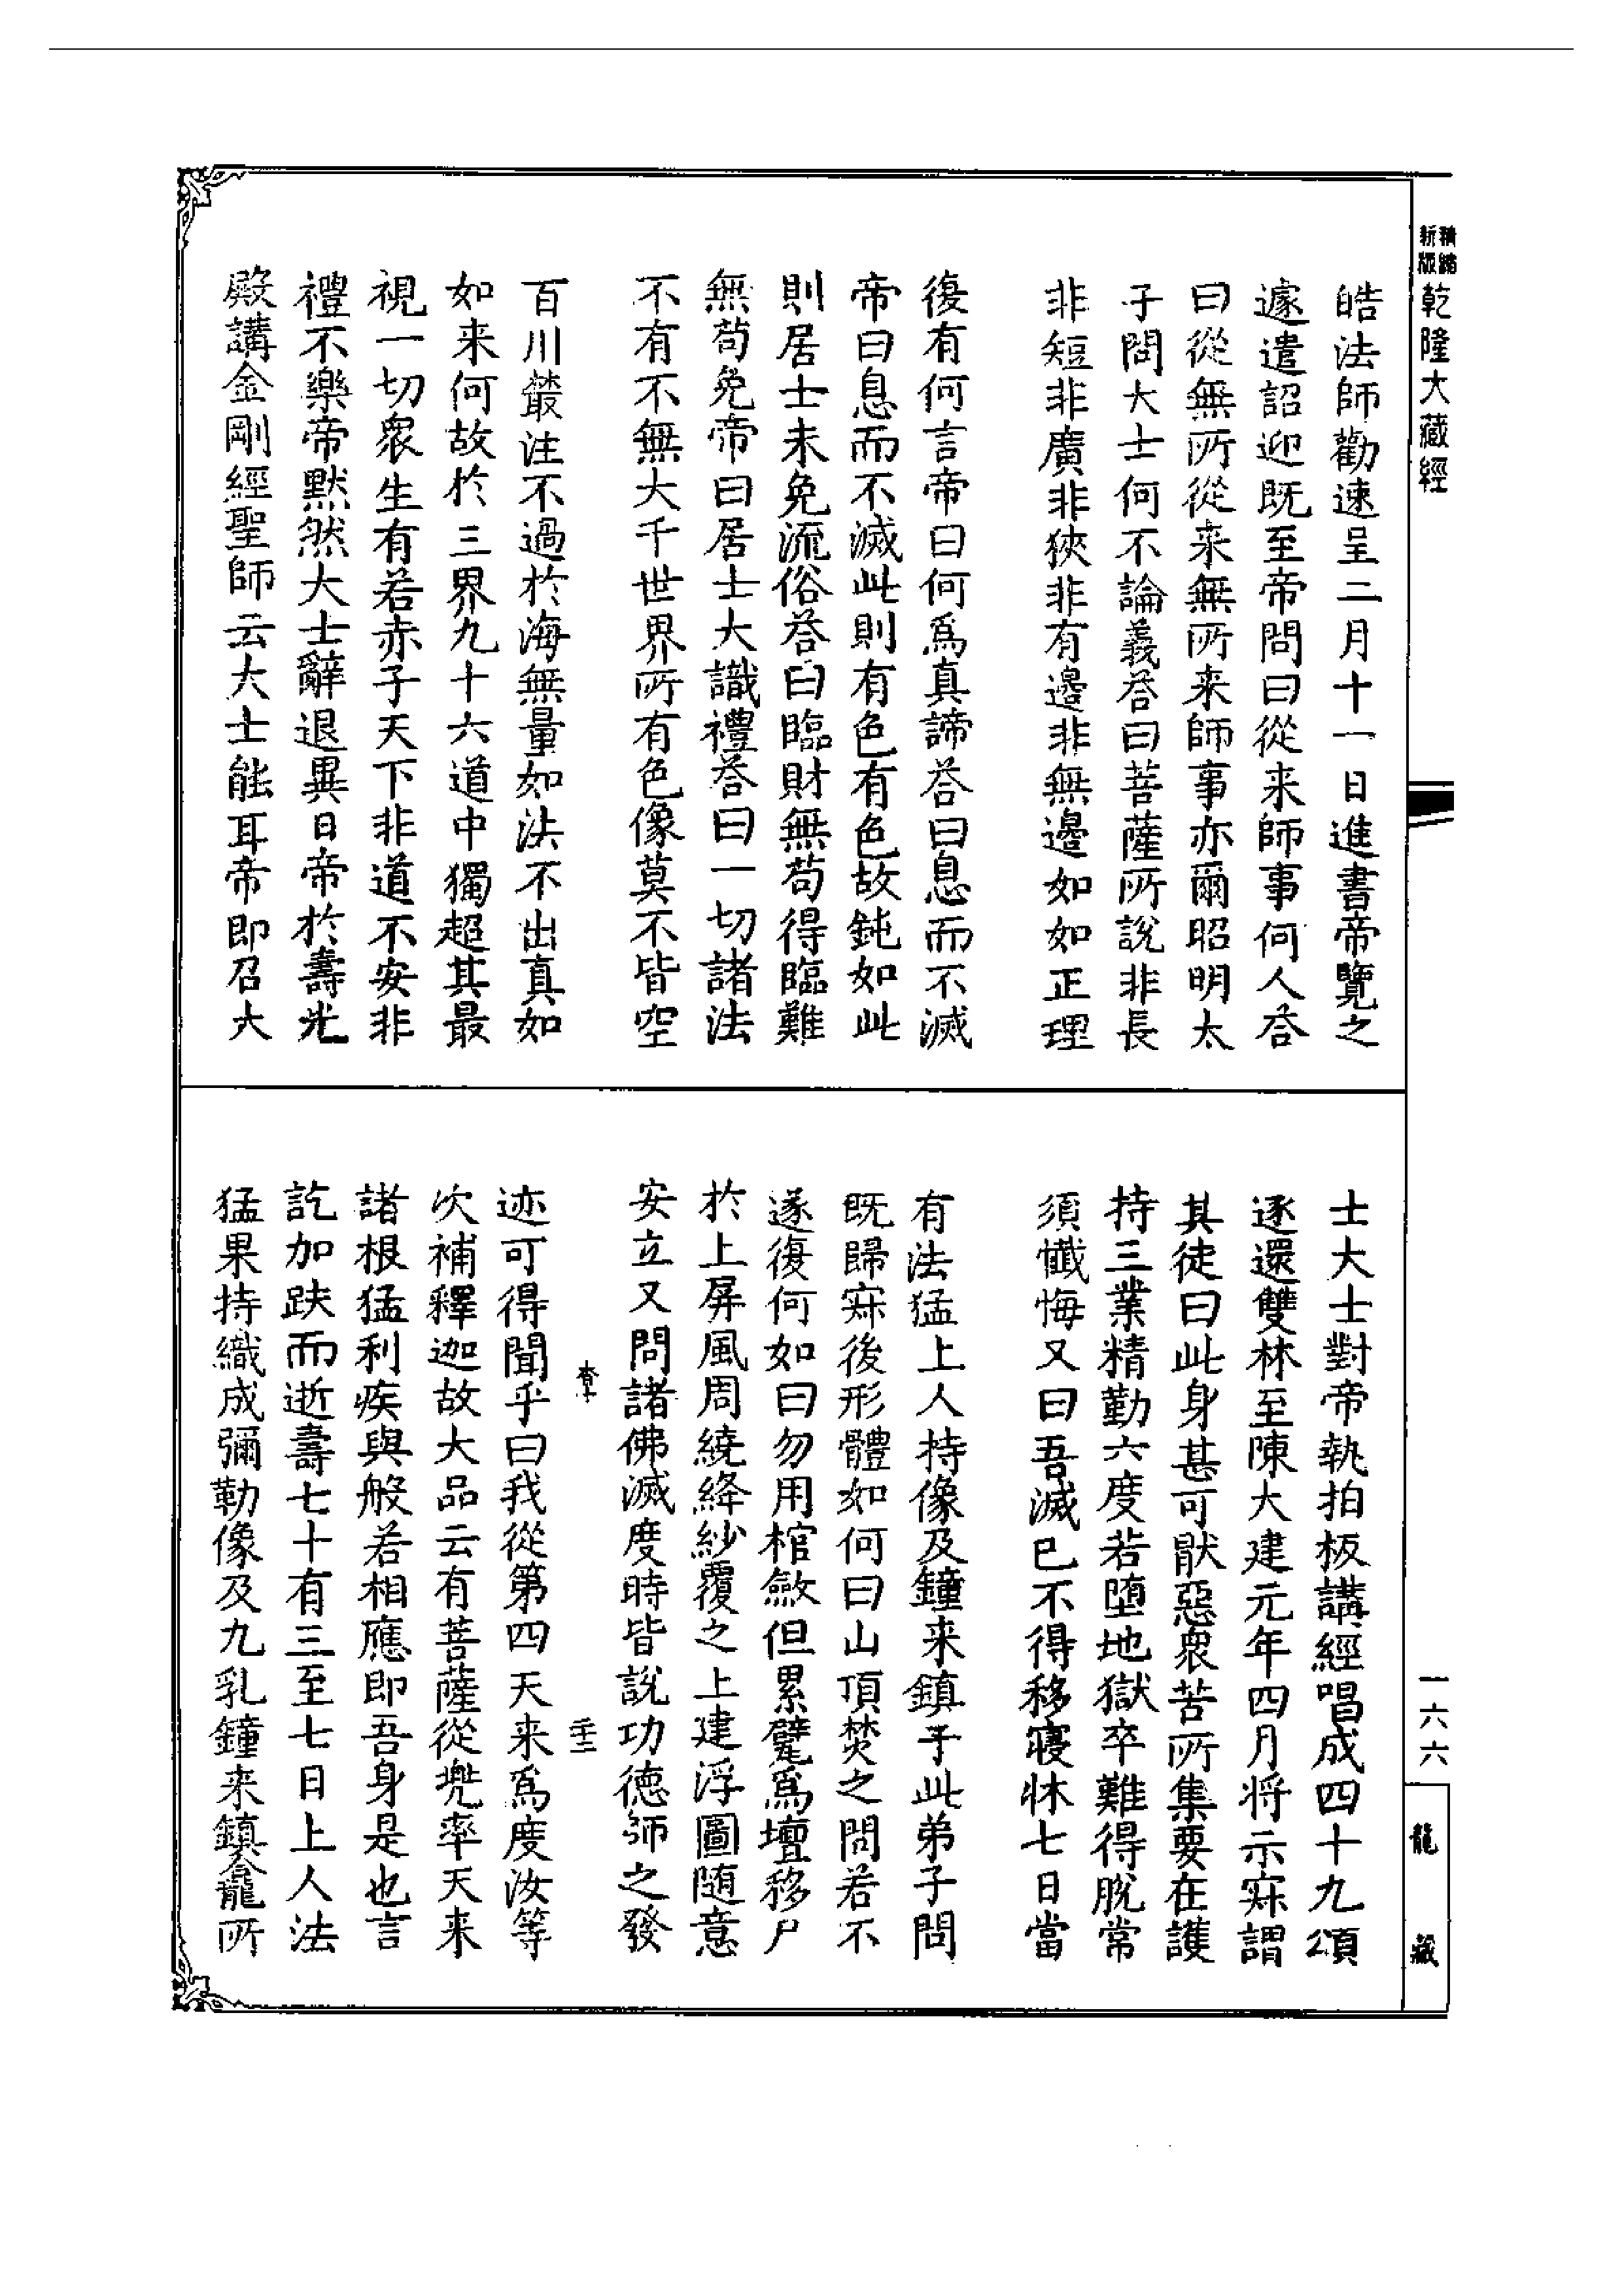 精縮
新版
乾隆大藏經
皓法師勸速呈二月十一日進書帝覽之
遽遣詔迎既至帝問曰從来師事何人荅
曰從無所從来無所来師事亦爾昭明太
子問大士何不論義荅曰菩薩所說非長
非短非廣非狹非有邊非無邊如如正理
復有何言帝曰何爲真諦荅曰息而不滅
帝曰息而不滅此則有色有色故鈍如此
則居士未免流俗荅曰臨財無苟得臨難
無苟免帝曰居士大識禮荅曰一切諸法
不有不無大千世界所有色像莫不皆空
百川叢注不過於海無量妙法不出真如
如来何故於三界九十六道中獨超其最
視一切衆生有若赤子天下非道不安非
禮不樂帝黙然大士辭退異日帝於壽光
殿講金剛經聖師云大士能耳帝即召大
士大士對帝執拍板講經唱成四十九頌
逐還雙林至陳大建元年四月将示寂謂
其徒曰此身甚可厭惡衆苦所集要在護
持三業精勤六度若墮地獄卒難得脫常
須懺悔又曰吾滅已不得移寢牀七日當
有法猛上人持像及鐘来鎮于此弟子問
既歸寂後形體如何曰山頂焚之問若不
遂復何如曰勿用棺斂但累甓爲壇移尸
於上屏風周繞絳紗覆之上建浮圖随意
安立又問諸佛滅度時皆說功德師之發
迹可得聞乎曰我從第四天来爲度汝等
次補釋迦故大品云有菩薩從兜率天来
諸根猛利疾與般若相應即吾身是也言
訖加趺而逝壽七十有三至七日上人法
猛果持織成彌勒像及九乳鐘来鎮龕所
一六六
龍藏